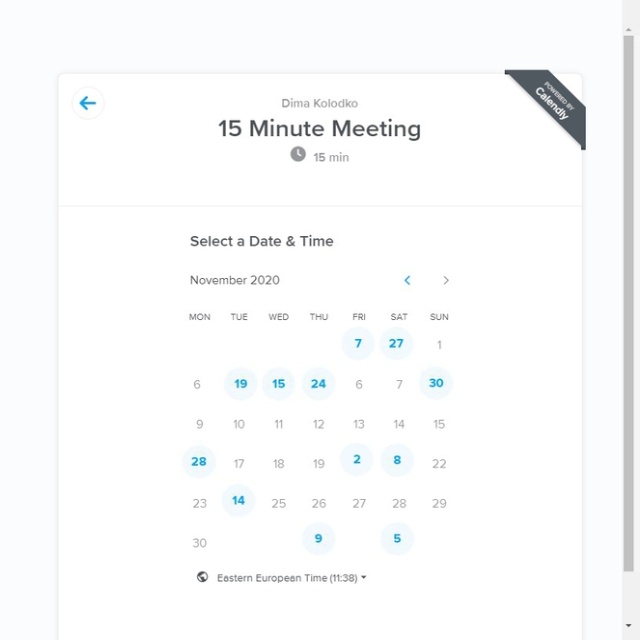 POWERED BY
Calendly
Dima Kolodko
15 Minute Meeting
15 min
Select a Date & Time
November 2020
MON TUE WED THU FRI SAT SUN
7 27 1
6 19 15 24 6 7 30
9 10 11 12 13 14 15
28 17 18 19 2 8 22
23 14 25 26 27 28 29
30 9 5
Eastern European Time (11:38)